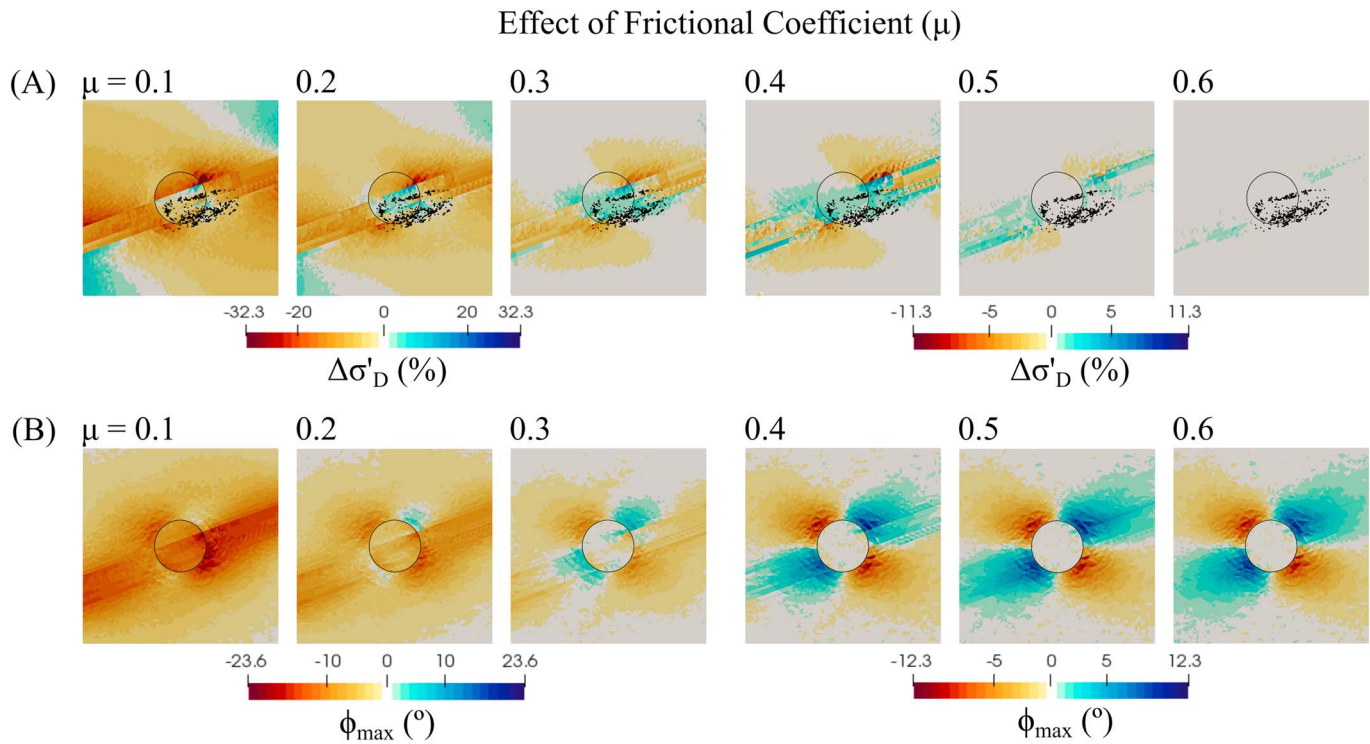 Effect of Frictional Coefficient (μ)
(A) μ = 0.1 0.2 0.3 0.4 0.5 0.6
-32.3 -20 0 20 32.3 -11.3 -5 0 5 11.3
Δσ'D (%) Δσ'D (%)
(B) μ = 0.1 0.2 0.3 0.4 0.5 0.6
-23.6 -10 0 10 23.6 -12.3 -5 0 5 12.3
ϕmax (º) ϕmax (º)